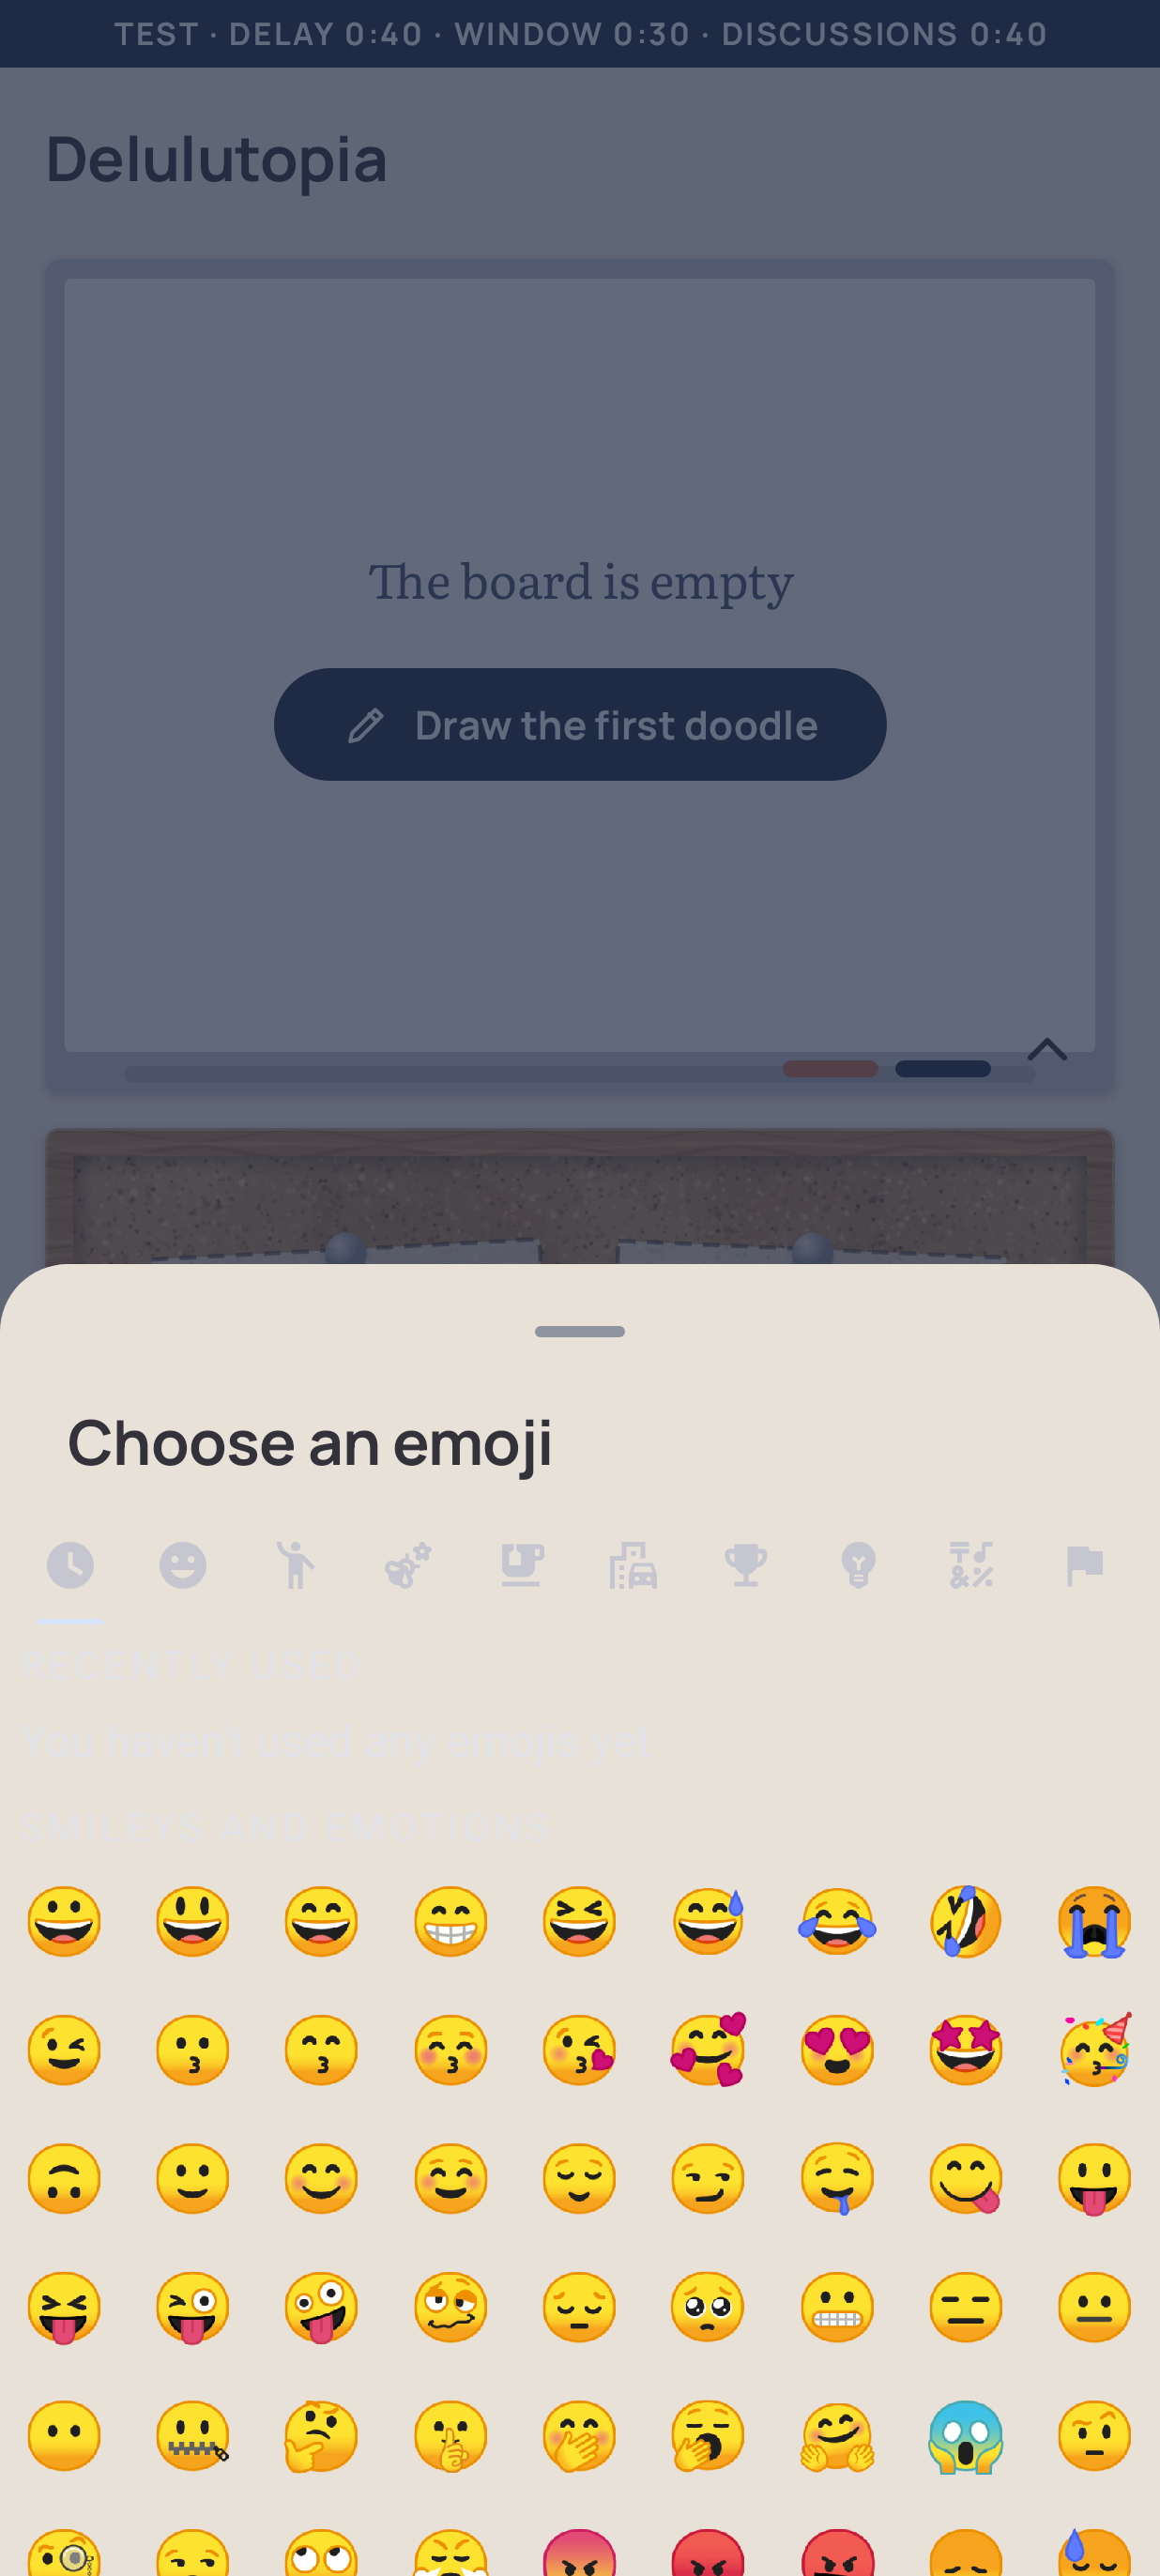 TEST · DELAY 0:40 · WINDOW 0:30 · DISCUSSIONS 0:40
Delulutopia
The board is empty
Draw the first doodle
Choose an emoji
RECENTLY USED
You haven't used any emojis yet
SMILEYS AND EMOTIONS